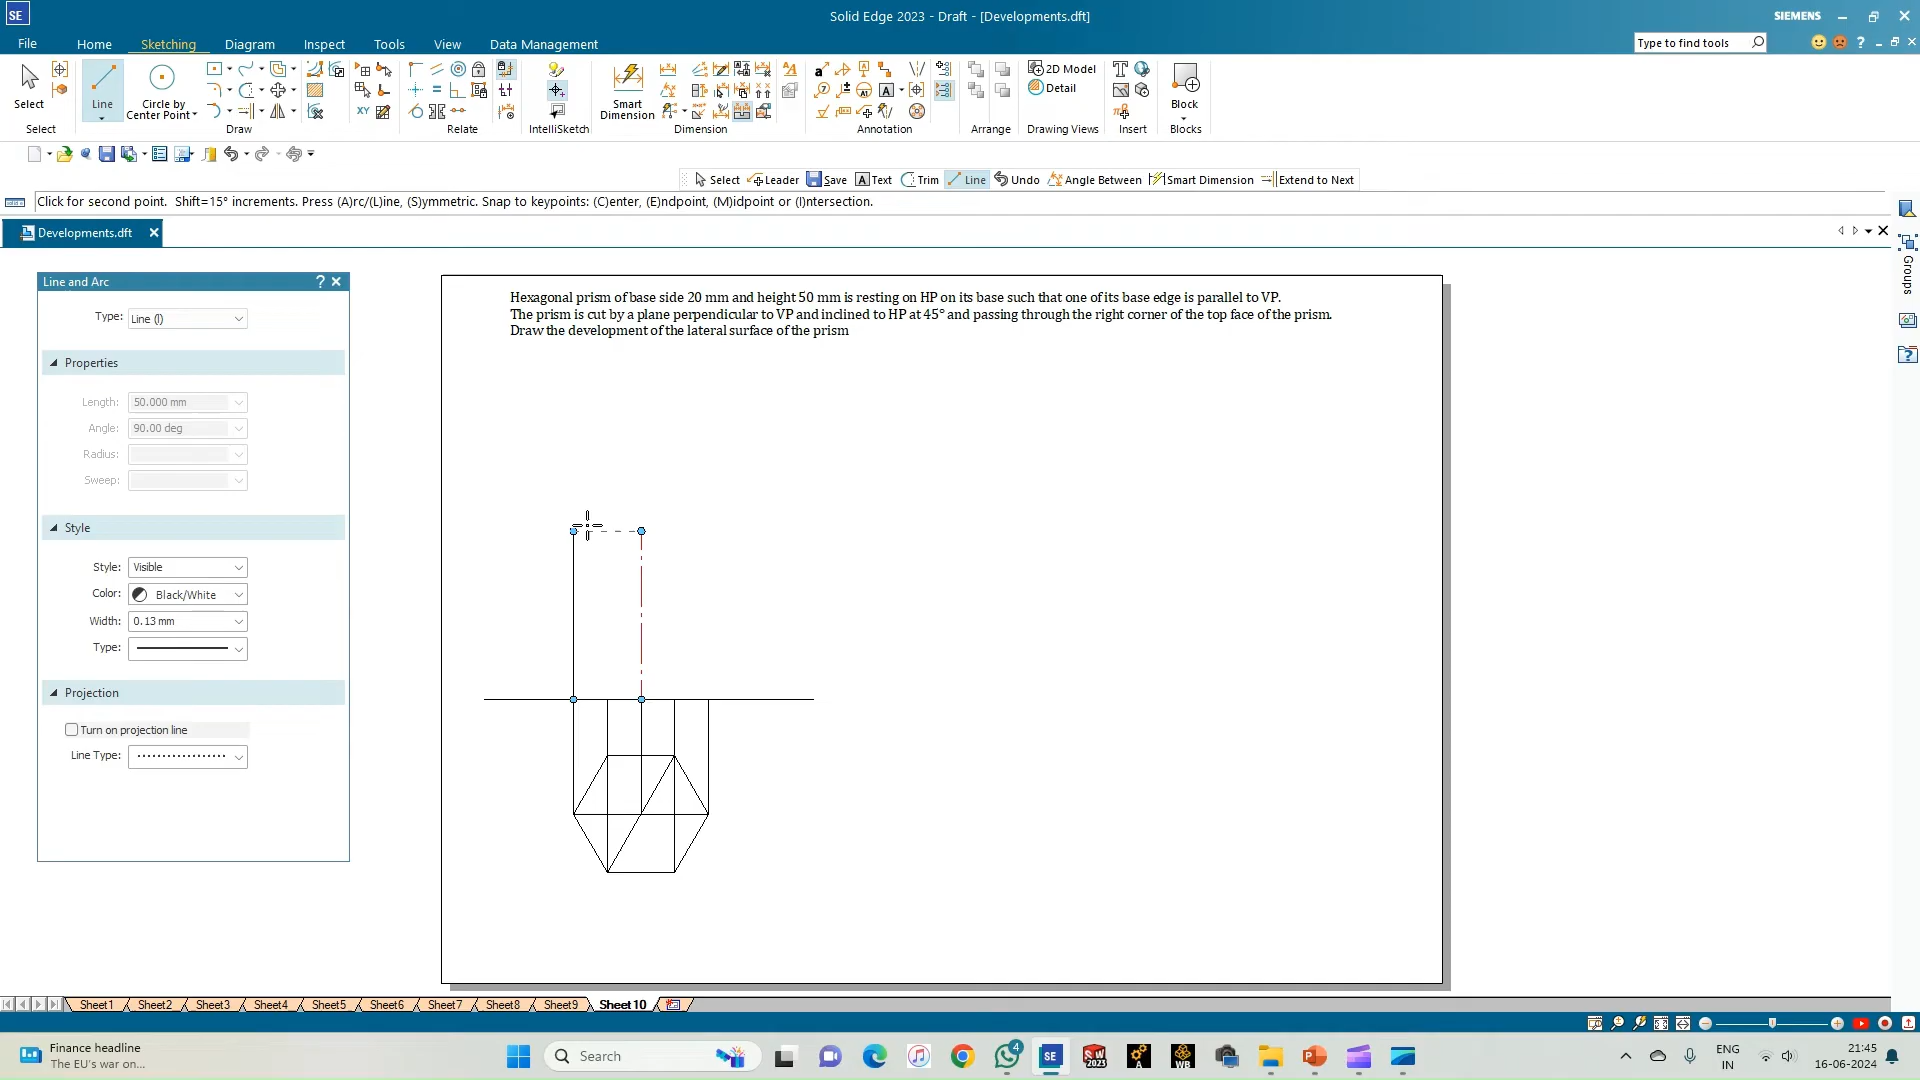 SE
Solid Edge 2023 - Draft - [Developments.dft]
SIEMENS
File
Home
Sketching
Diagram
Inspect
Tools
View
Data Management
Type to find tools
Select
Line
Circle by
Center Point
Smart
Dimension
2D Model
Detail
Block
Select
Draw
Relate
IntelliSketch
Dimension
Annotation
Arrange
Drawing Views
Insert
Blocks
Select
Leader
Save
Text
Trim
Line
Undo
Angle Between
Smart Dimension
Extend to Next
Click for second point.  Shift=15° increments. Press (A)rc/(L)ine, (S)ymmetric. Snap to keypoints: (C)enter, (E)ndpoint, (M)idpoint or (I)ntersection.
Developments.dft
Groups
Line and Arc
Type: Line (l)
Properties
Length: 50.000 mm
Angle: 90.00 deg
Radius:
Sweep:
Style
Style: Visible
Color: Black/White
Width: 0.13 mm
Type:
Projection
Turn on projection line
Line Type:
Hexagonal prism of base side 20 mm and height 50 mm is resting on HP on its base such that one of its base edge is parallel to VP.
The prism is cut by a plane perpendicular to VP and inclined to HP at 45° and passing through the right corner of the top face of the prism.
Draw the development of the lateral surface of the prism
Sheet1
Sheet2
Sheet3
Sheet4
Sheet5
Sheet6
Sheet7
Sheet8
Sheet9
Sheet10
Finance headline
The EU's war on...
Search
4
SE
2023
A
WB
ENG
IN
21:45
16-06-2024